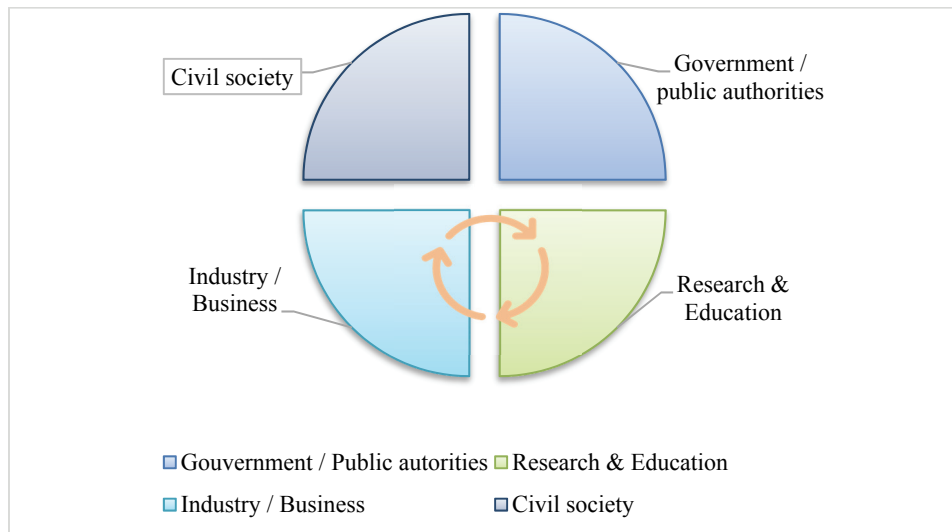 Civil society
Government /
public authorities
Industry /
Business
Research &
Education
Gouvernment / Public autorities
Research & Education
Industry / Business
Civil society